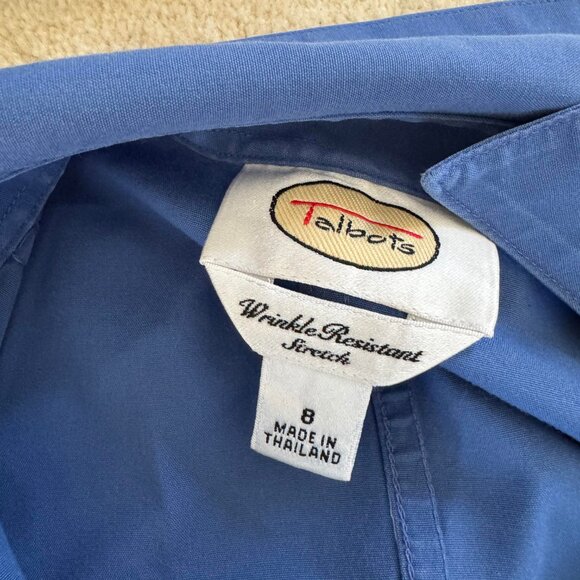 Talbots
Wrinkle Resistant
Stretch
8
MADE IN
THAILAND